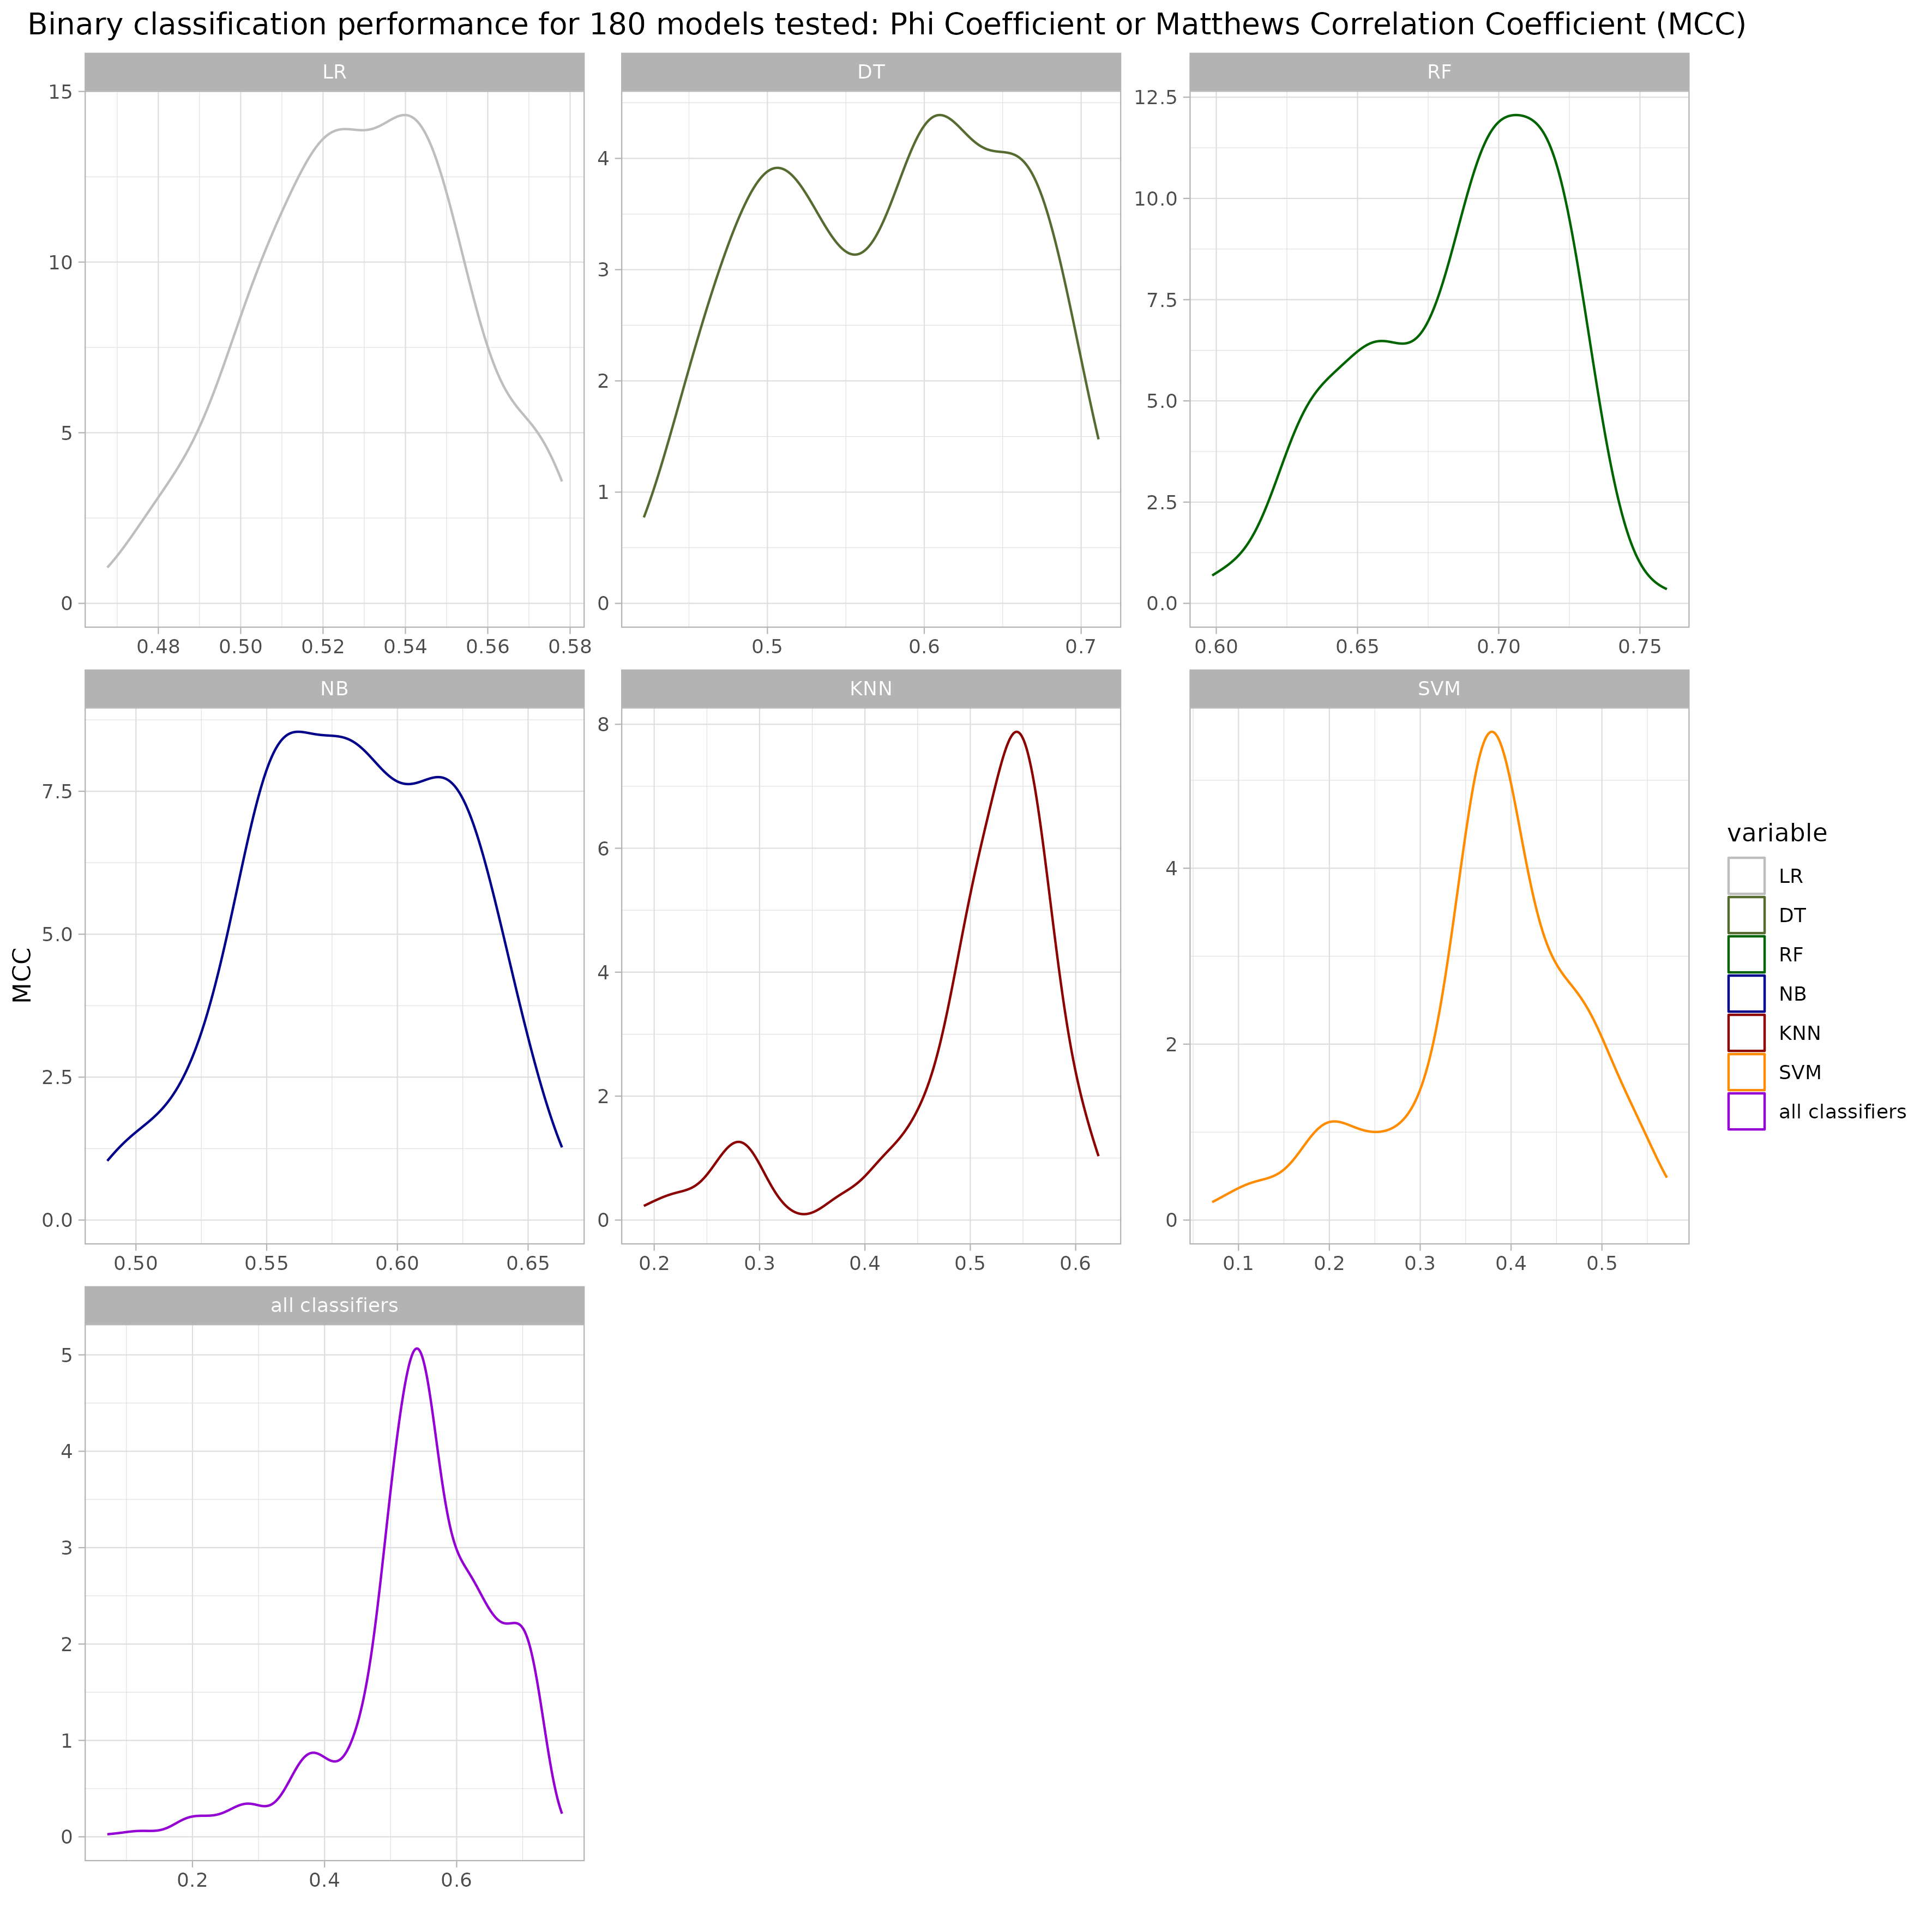 Binary classification performance for 180 models tested: Phi Coefficient or Matthews Correlation Coefficient (MCC)
LR
DT
RF
15
10
5
0
0.48 0.50 0.52 0.54 0.56 0.58
4
3
2
1
0
0.5 0.6 0.7
12.5
10.0
7.5
5.0
2.5
0.0
0.60 0.65 0.70 0.75
NB
KNN
SVM
7.5
5.0
2.5
0.0
0.50 0.55 0.60 0.65
8
6
4
2
0
0.2 0.3 0.4 0.5 0.6
4
2
0
0.1 0.2 0.3 0.4 0.5
MCC
all classifiers
5
4
3
2
1
0
0.2 0.4 0.6
variable
LR
DT
RF
NB
KNN
SVM
all classifiers